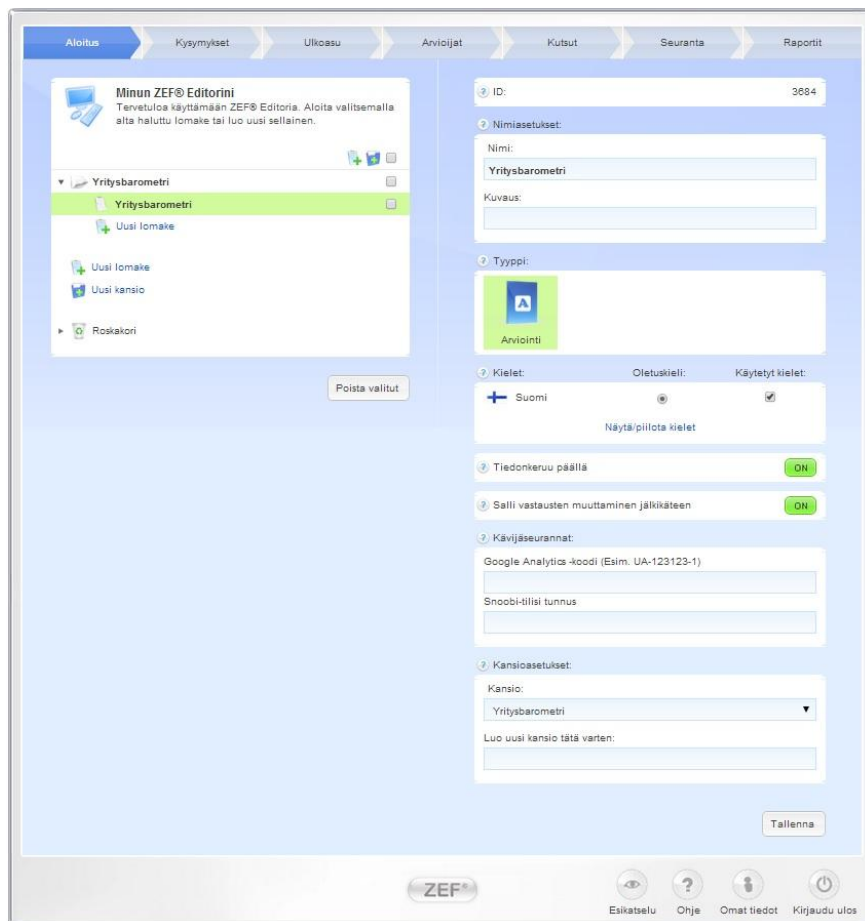 Aloitus
Kysymykset
Ulkoasu
Arvioijat
Kutsut
Seuranta
Raportit
Minun ZEF® Editorini
Tervetuloa käyttämään ZEF® Editoria. Aloita valitsemalla
alta haluttu lomake tai luo uusi sellainen.
Yritysbarometri
Yritysbarometri
Uusi lomake
Uusi lomake
Uusi kansio
Roskakori
Poista valitut
? ID: 3684
? Nimiasetukset:
Nimi:
Yritysbarometri
Kuvaus:
? Tyyppi:
A
Arviointi
? Kielet: Oletuskieli: Käytetyt kielet:
Suomi
Näytä/piilota kielet
? Tiedonkeruu päällä ON
? Salli vastausten muuttaminen jälkikäteen ON
? Kävijäseurannat:
Google Analytics -koodi (Esim. UA-123123-1)
Snoobi-tilisi tunnus
? Kansioasetukset:
Kansio:
Yritysbarometri
Luo uusi kansio tätä varten:
Tallenna
ZEF®
?
Esikatselu
Ohje
Omat tiedot
Kirjaudu ulos